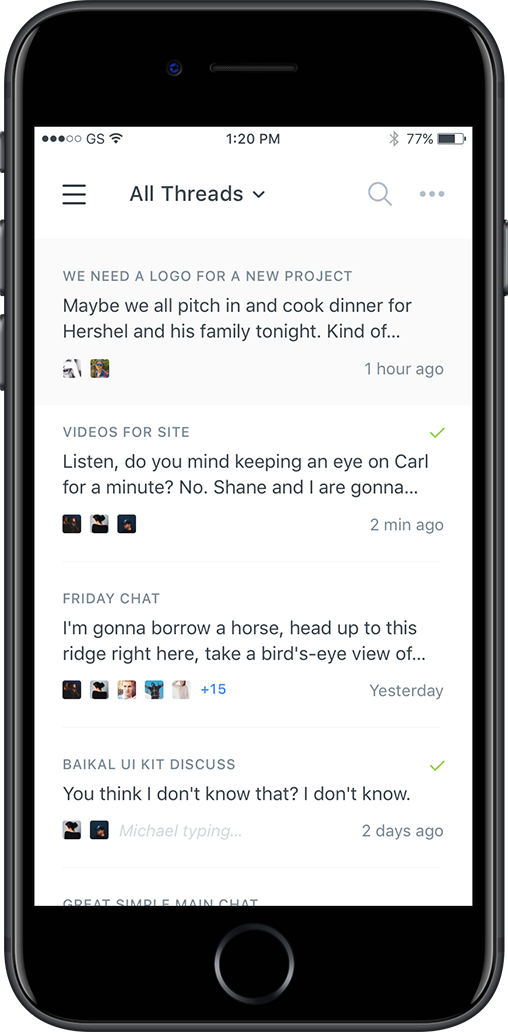 GS 1:20 PM 77%
All Threads
WE NEED A LOGO FOR A NEW PROJECT
Maybe we all pitch in and cook dinner for
Hershel and his family tonight. Kind of...
1 hour ago
VIDEOS FOR SITE
Listen, do you mind keeping an eye on Carl
for a minute? No. Shane and I are gonna...
2 min ago
FRIDAY CHAT
I'm gonna borrow a horse, head up to this
ridge right here, take a bird's-eye view of...
+15 Yesterday
BAIKAL UI KIT DISCUSS
You think I don't know that? I don't know.
Michael typing... 2 days ago
GREAT SIMPLE MAIN CHAT